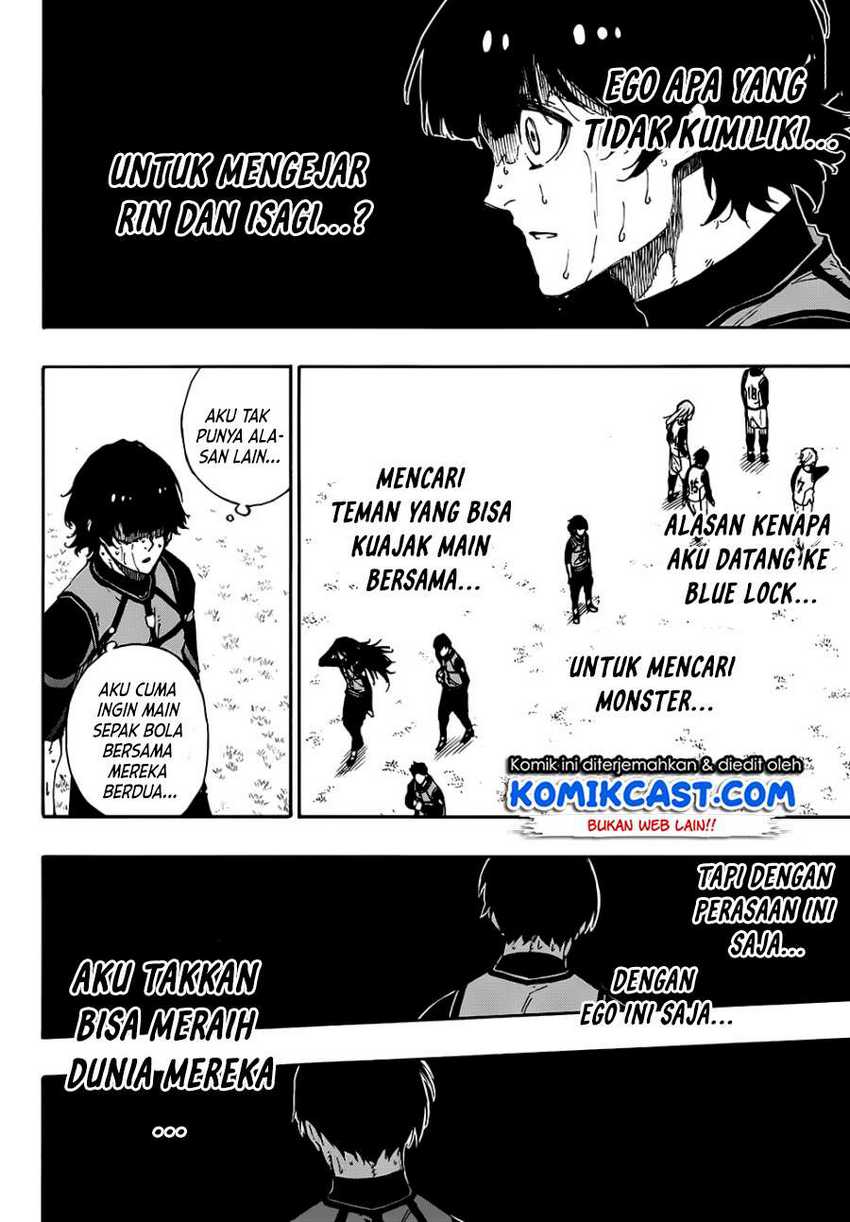 EGO APA YANG
TIDAK KUMILIKI...
UNTUK MENGEJAR
RIN DAN ISAGI...?
18
15
7
ALASAN KENAPA
AKU DATANG KE
BLUE LOCK...
MENCARI
TEMAN YANG BISA
KUAJAK MAIN
BERSAMA...
UNTUK MENCARI
MONSTER...
Komik ini diterjemahkan & diedit oleh
KOMIKCAST.COM
BUKAN WEB LAIN!!
AKU TAK
PUNYA ALA-
SAN LAIN...
AKU CUMA
INGIN MAIN
SEPAK BOLA
BERSAMA
MEREKA
BERDUA...
TAPI DENGAN
PERASAAN INI
SAJA...
DENGAN
EGO INI SAJA...
AKU TAKKAN
BISA MERAIH
DUNIA MEREKA
...